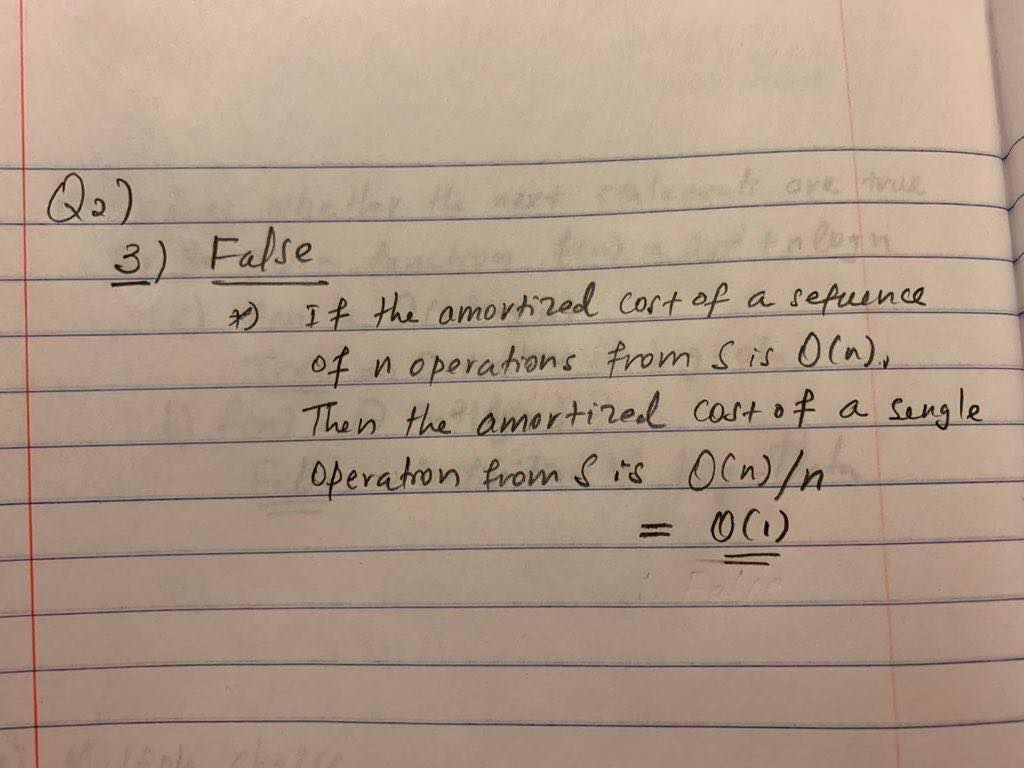 Q2)
3) False
*) If the amortized cost of a sequence
of n operations from S is O(n),
Then the amortized cost of a single
Operation from S is O(n)/n
= O(1)